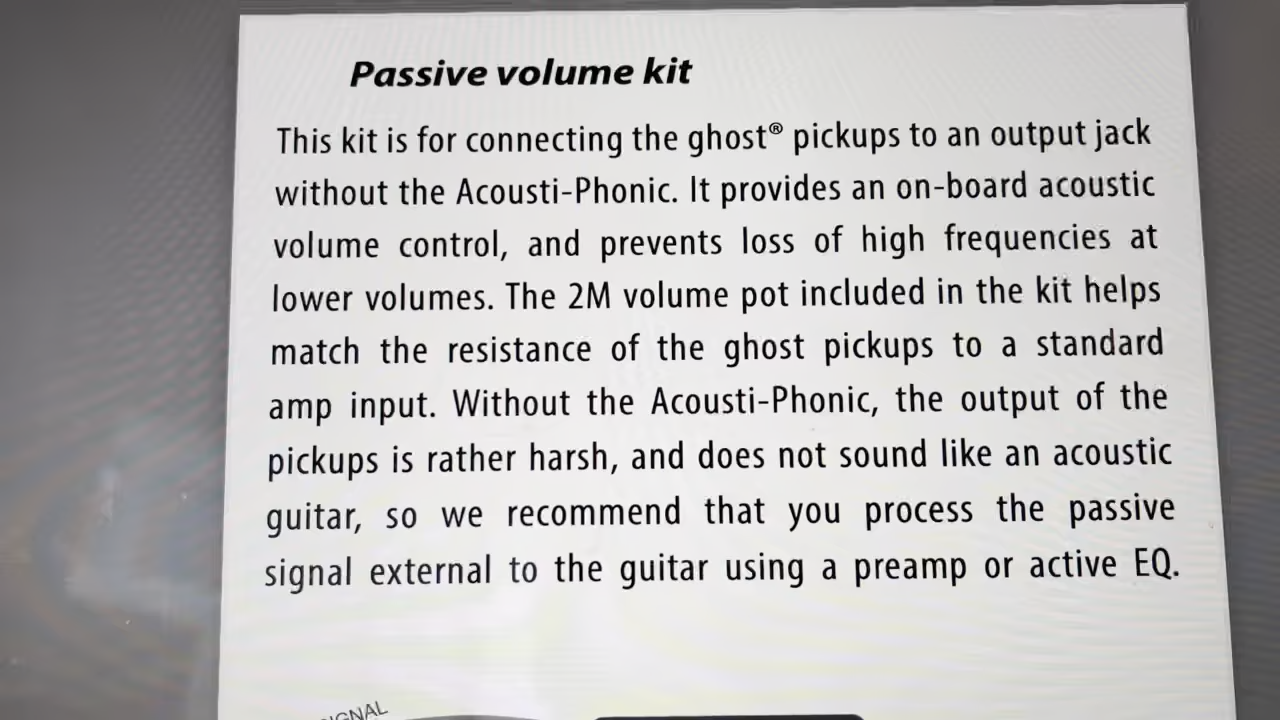 Passive volume kit
This kit is for connecting the ghost® pickups to an output jack
without the Acousti-Phonic. It provides an on-board acoustic
volume control, and prevents loss of high frequencies at
lower volumes. The 2M volume pot included in the kit helps
match the resistance of the ghost pickups to a standard
amp input. Without the Acousti-Phonic, the output of the
pickups is rather harsh, and does not sound like an acoustic
guitar, so we recommend that you process the passive
signal external to the guitar using a preamp or active EQ.